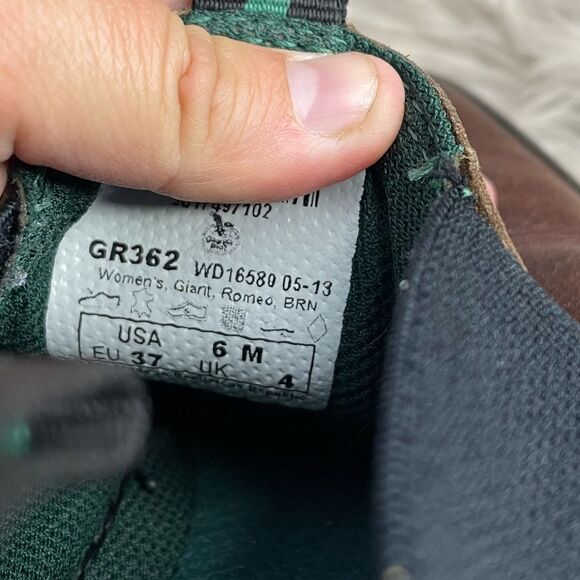 GR362 WD16580 05-13
Women's, Giant, Romeo, BRN
USA 6 M
EU 37 UK 4